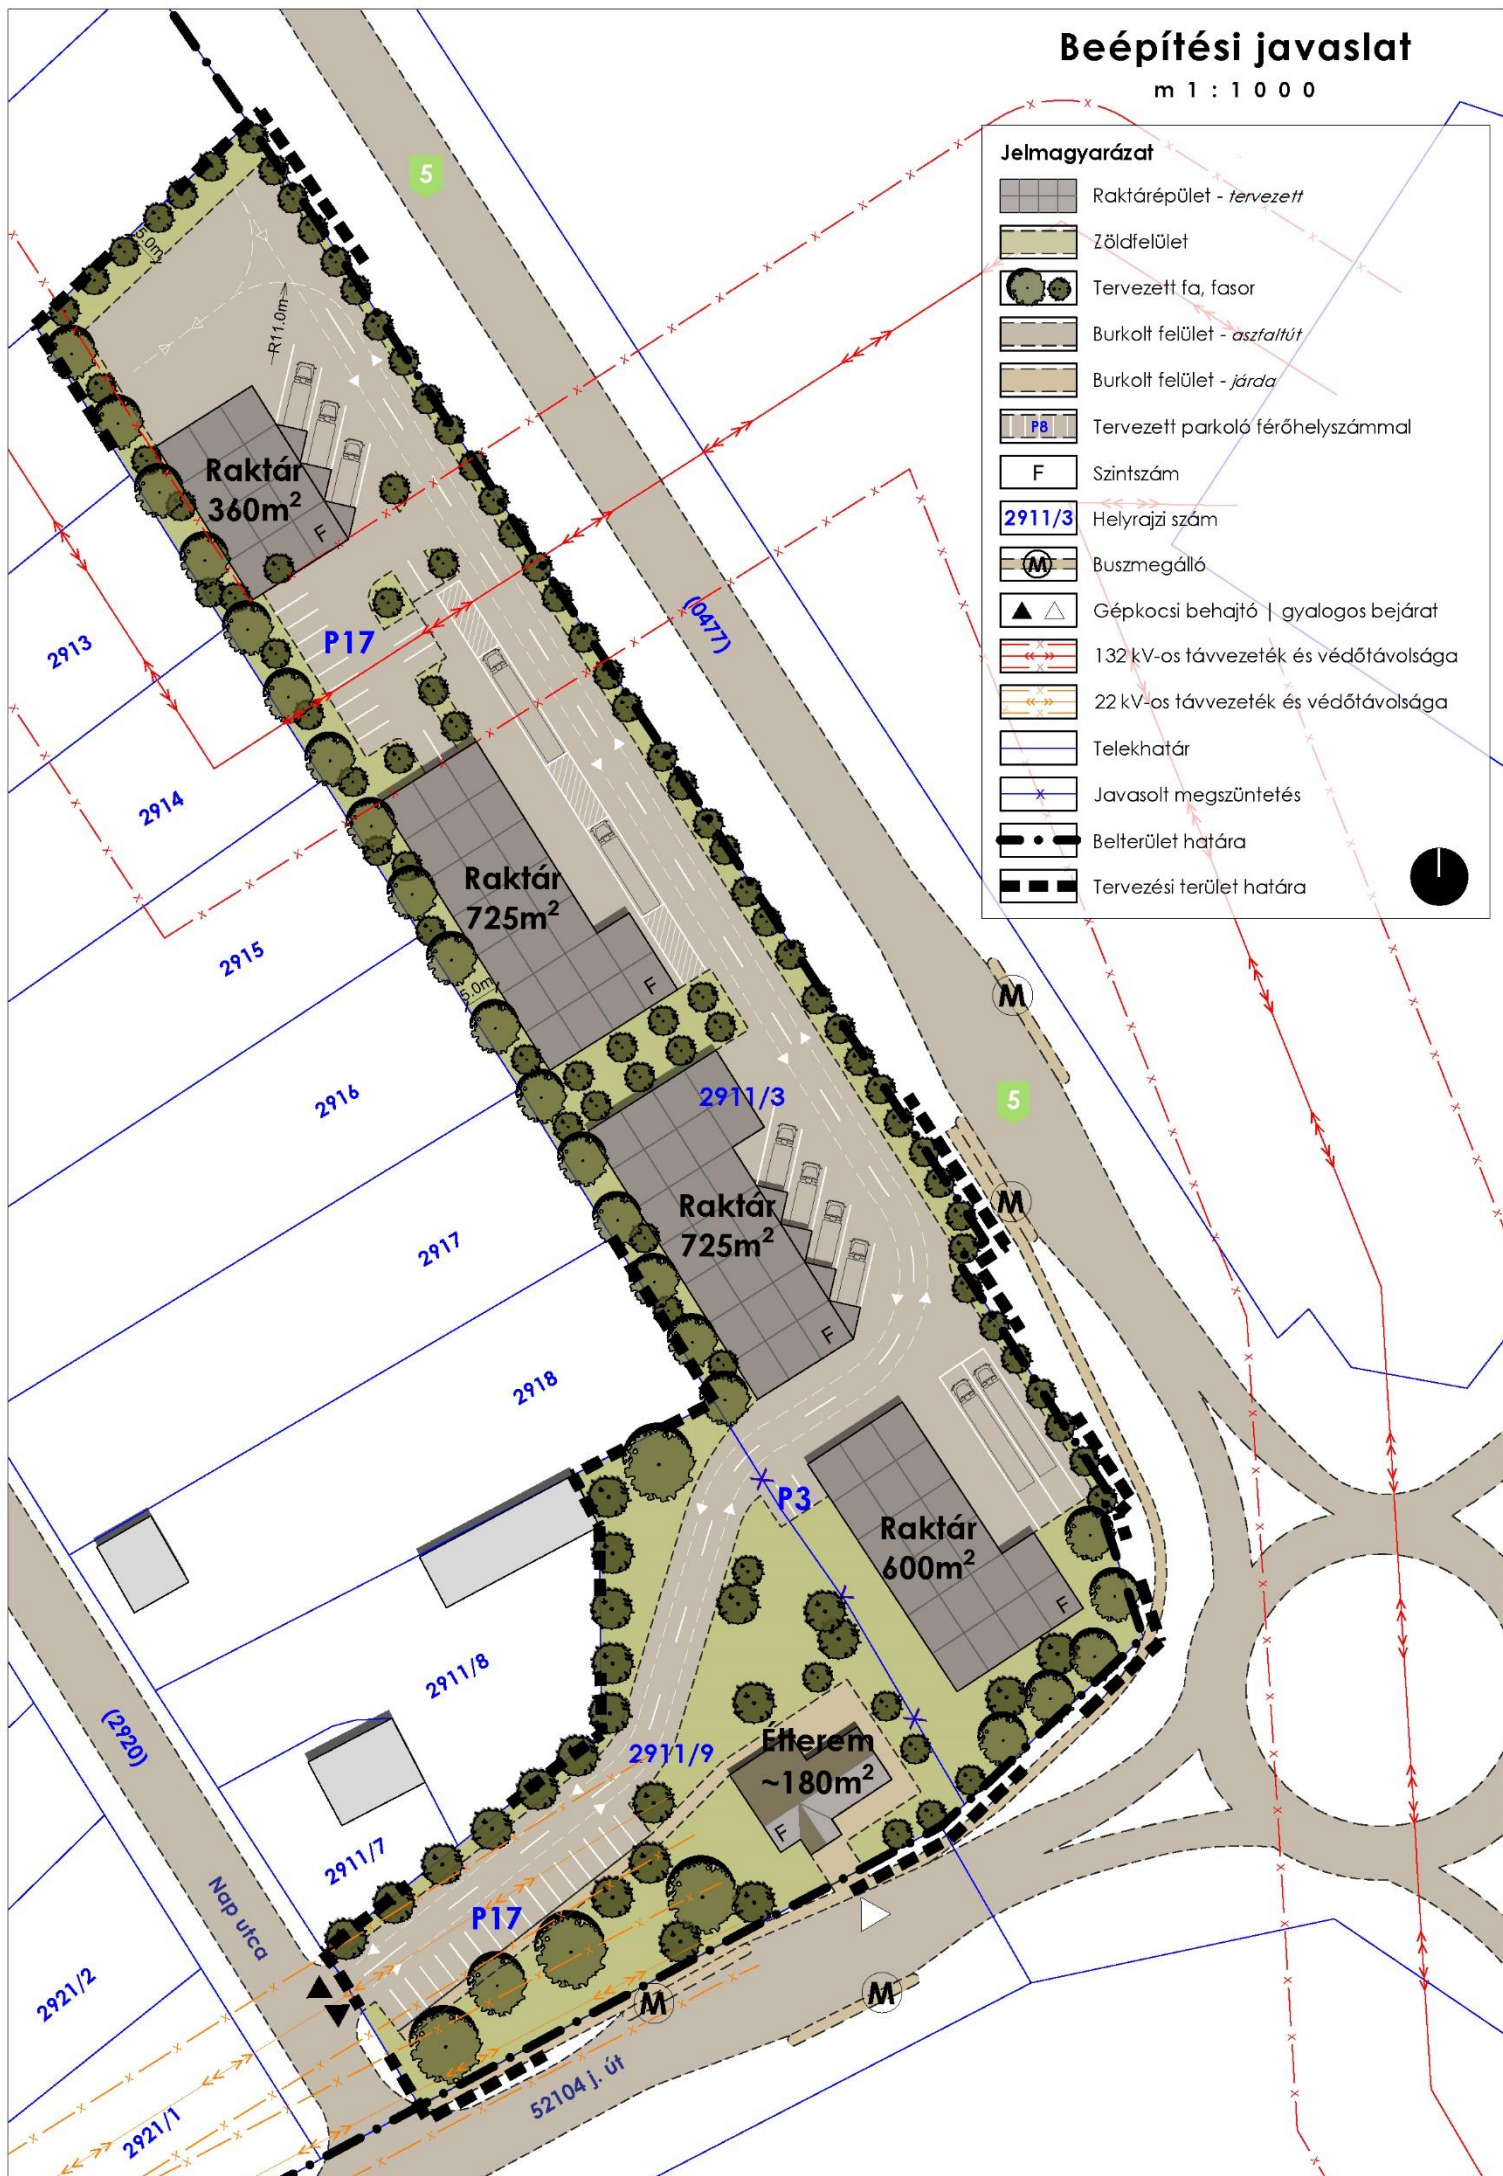 Beépítési javaslat
m 1 : 1 0 0 0
Jelmagyarázat
Raktárépület - tervezett
Zöldfelület
Tervezett fa, fasor
Burkolt felület - aszfaltút
Burkolt felület - járda
P8
Tervezett parkoló férőhelyszámmal
F
Szintszám
2911/3
Helyrajzi szám
M
Buszmegálló
Gépkocsi behajtó | gyalogos bejárat
132 kV-os távvezeték és védőtávolsága
22 kV-os távvezeték és védőtávolsága
Telekhatár
Javasolt megszüntetés
Belterület határa
Tervezési terület határa
5
5.0m
R11.0m
Raktár
360m²
F
P17
(0477)
2913
2914
2915
Raktár
725m²
F
5.0m
M
2916
2911/3
5
M
2917
Raktár
725m²
F
2918
P3
Raktár
600m²
F
2911/8
(2920)
2911/9
Étterem
~180m²
F
2911/7
Nap utca
P17
2921/2
M
M
52104 j. út
2921/1